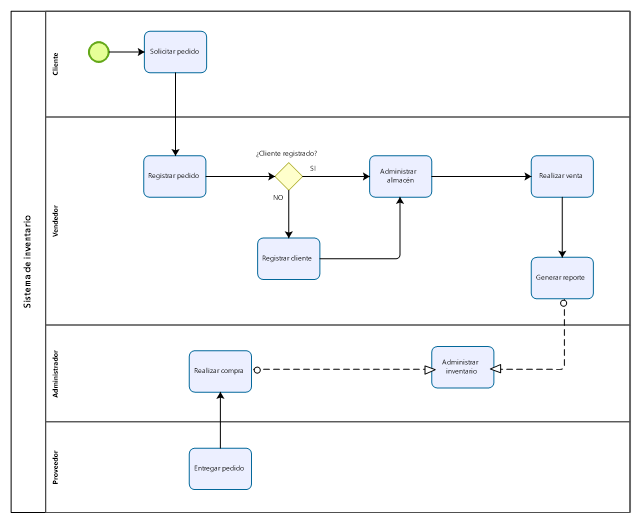 Sistema de inventario
Cliente
Solicitar pedido
Vendedor
Registrar pedido
¿Cliente registrado?
SI
NO
Administrar
almacén
Realizar venta
Registrar cliente
Generar reporte
Administrador
Realizar compra
Administrar
inventario
Proveedor
Entregar pedido